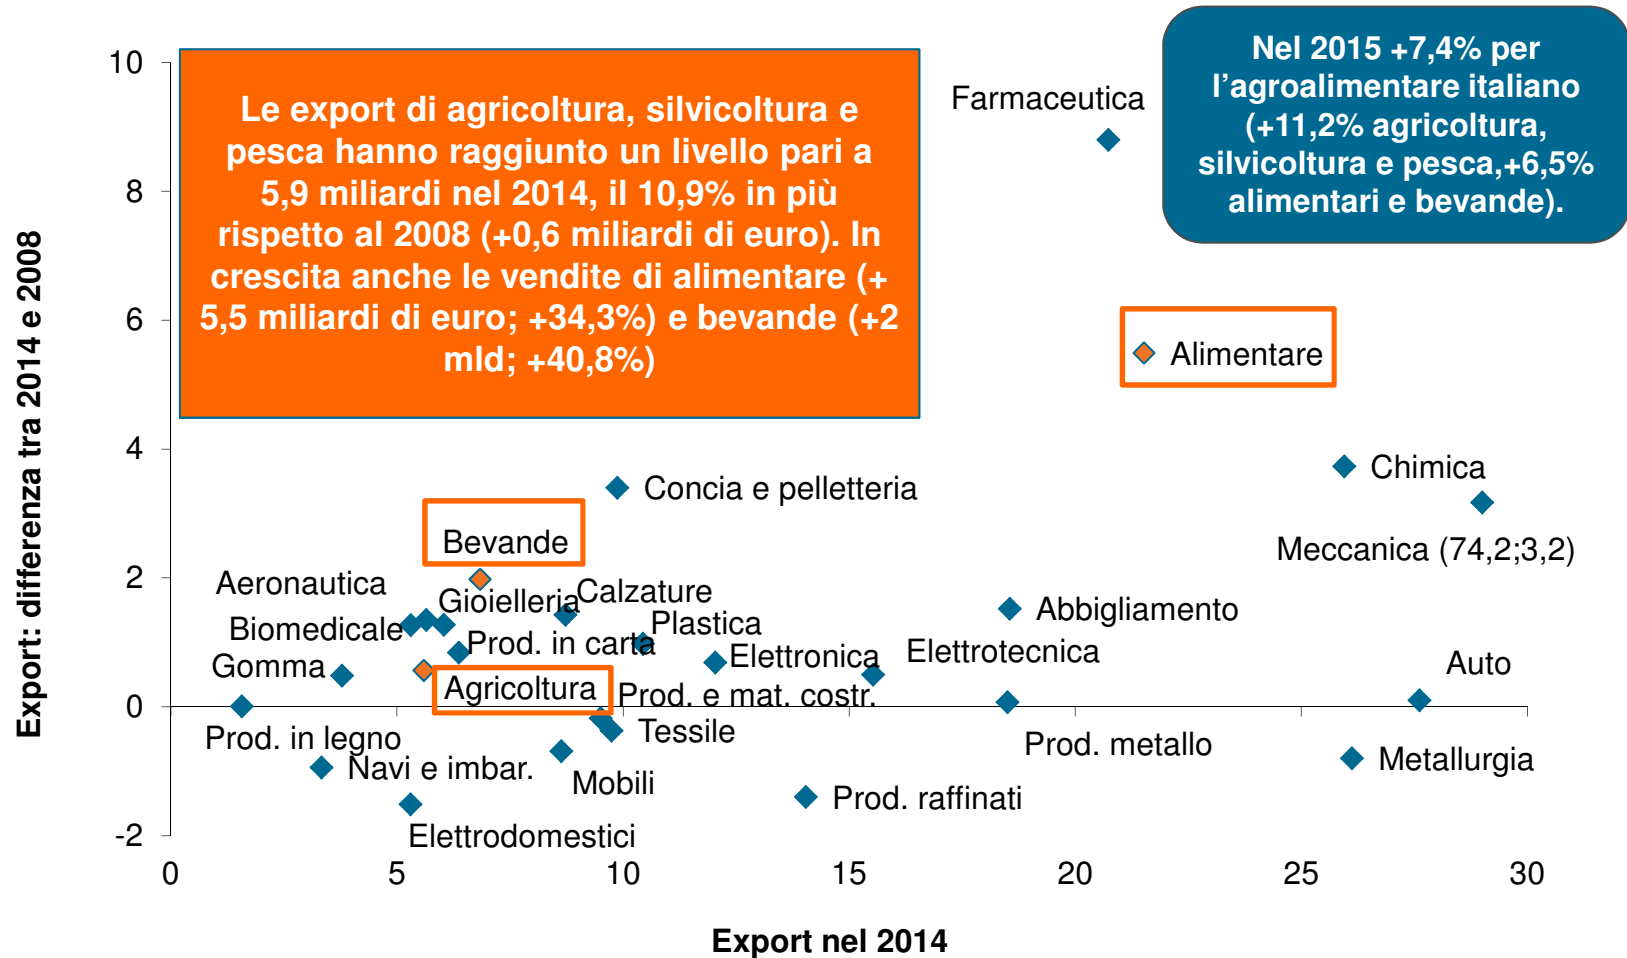 Nel 2015 +7,4% per
l’agroalimentare italiano
(+11,2% agricoltura,
silvicoltura e pesca,+6,5%
alimentari e bevande).
Le export di agricoltura, silvicoltura e
pesca hanno raggiunto un livello pari a
5,9 miliardi nel 2014, il 10,9% in più
rispetto al 2008 (+0,6 miliardi di euro). In
crescita anche le vendite di alimentare (+
5,5 miliardi di euro; +34,3%) e bevande (+2
mld; +40,8%)
Export: differenza tra 2014 e 2008
10
8
6
4
2
0
-2
Farmaceutica
Alimentare
Chimica
Concia e pelletteria
Meccanica (74,2;3,2)
Bevande
Aeronautica
Gioielleria
Calzature
Abbigliamento
Biomedicale
Plastica
Prod. in carta
Elettronica
Elettrotecnica
Gomma
Auto
Agricoltura
Prod. e mat. costr.
Tessile
Prod. in legno
Prod. metallo
Navi e imbar.
Metallurgia
Mobili
Prod. raffinati
Elettrodomestici
0
5
10
15
20
25
30
Export nel 2014